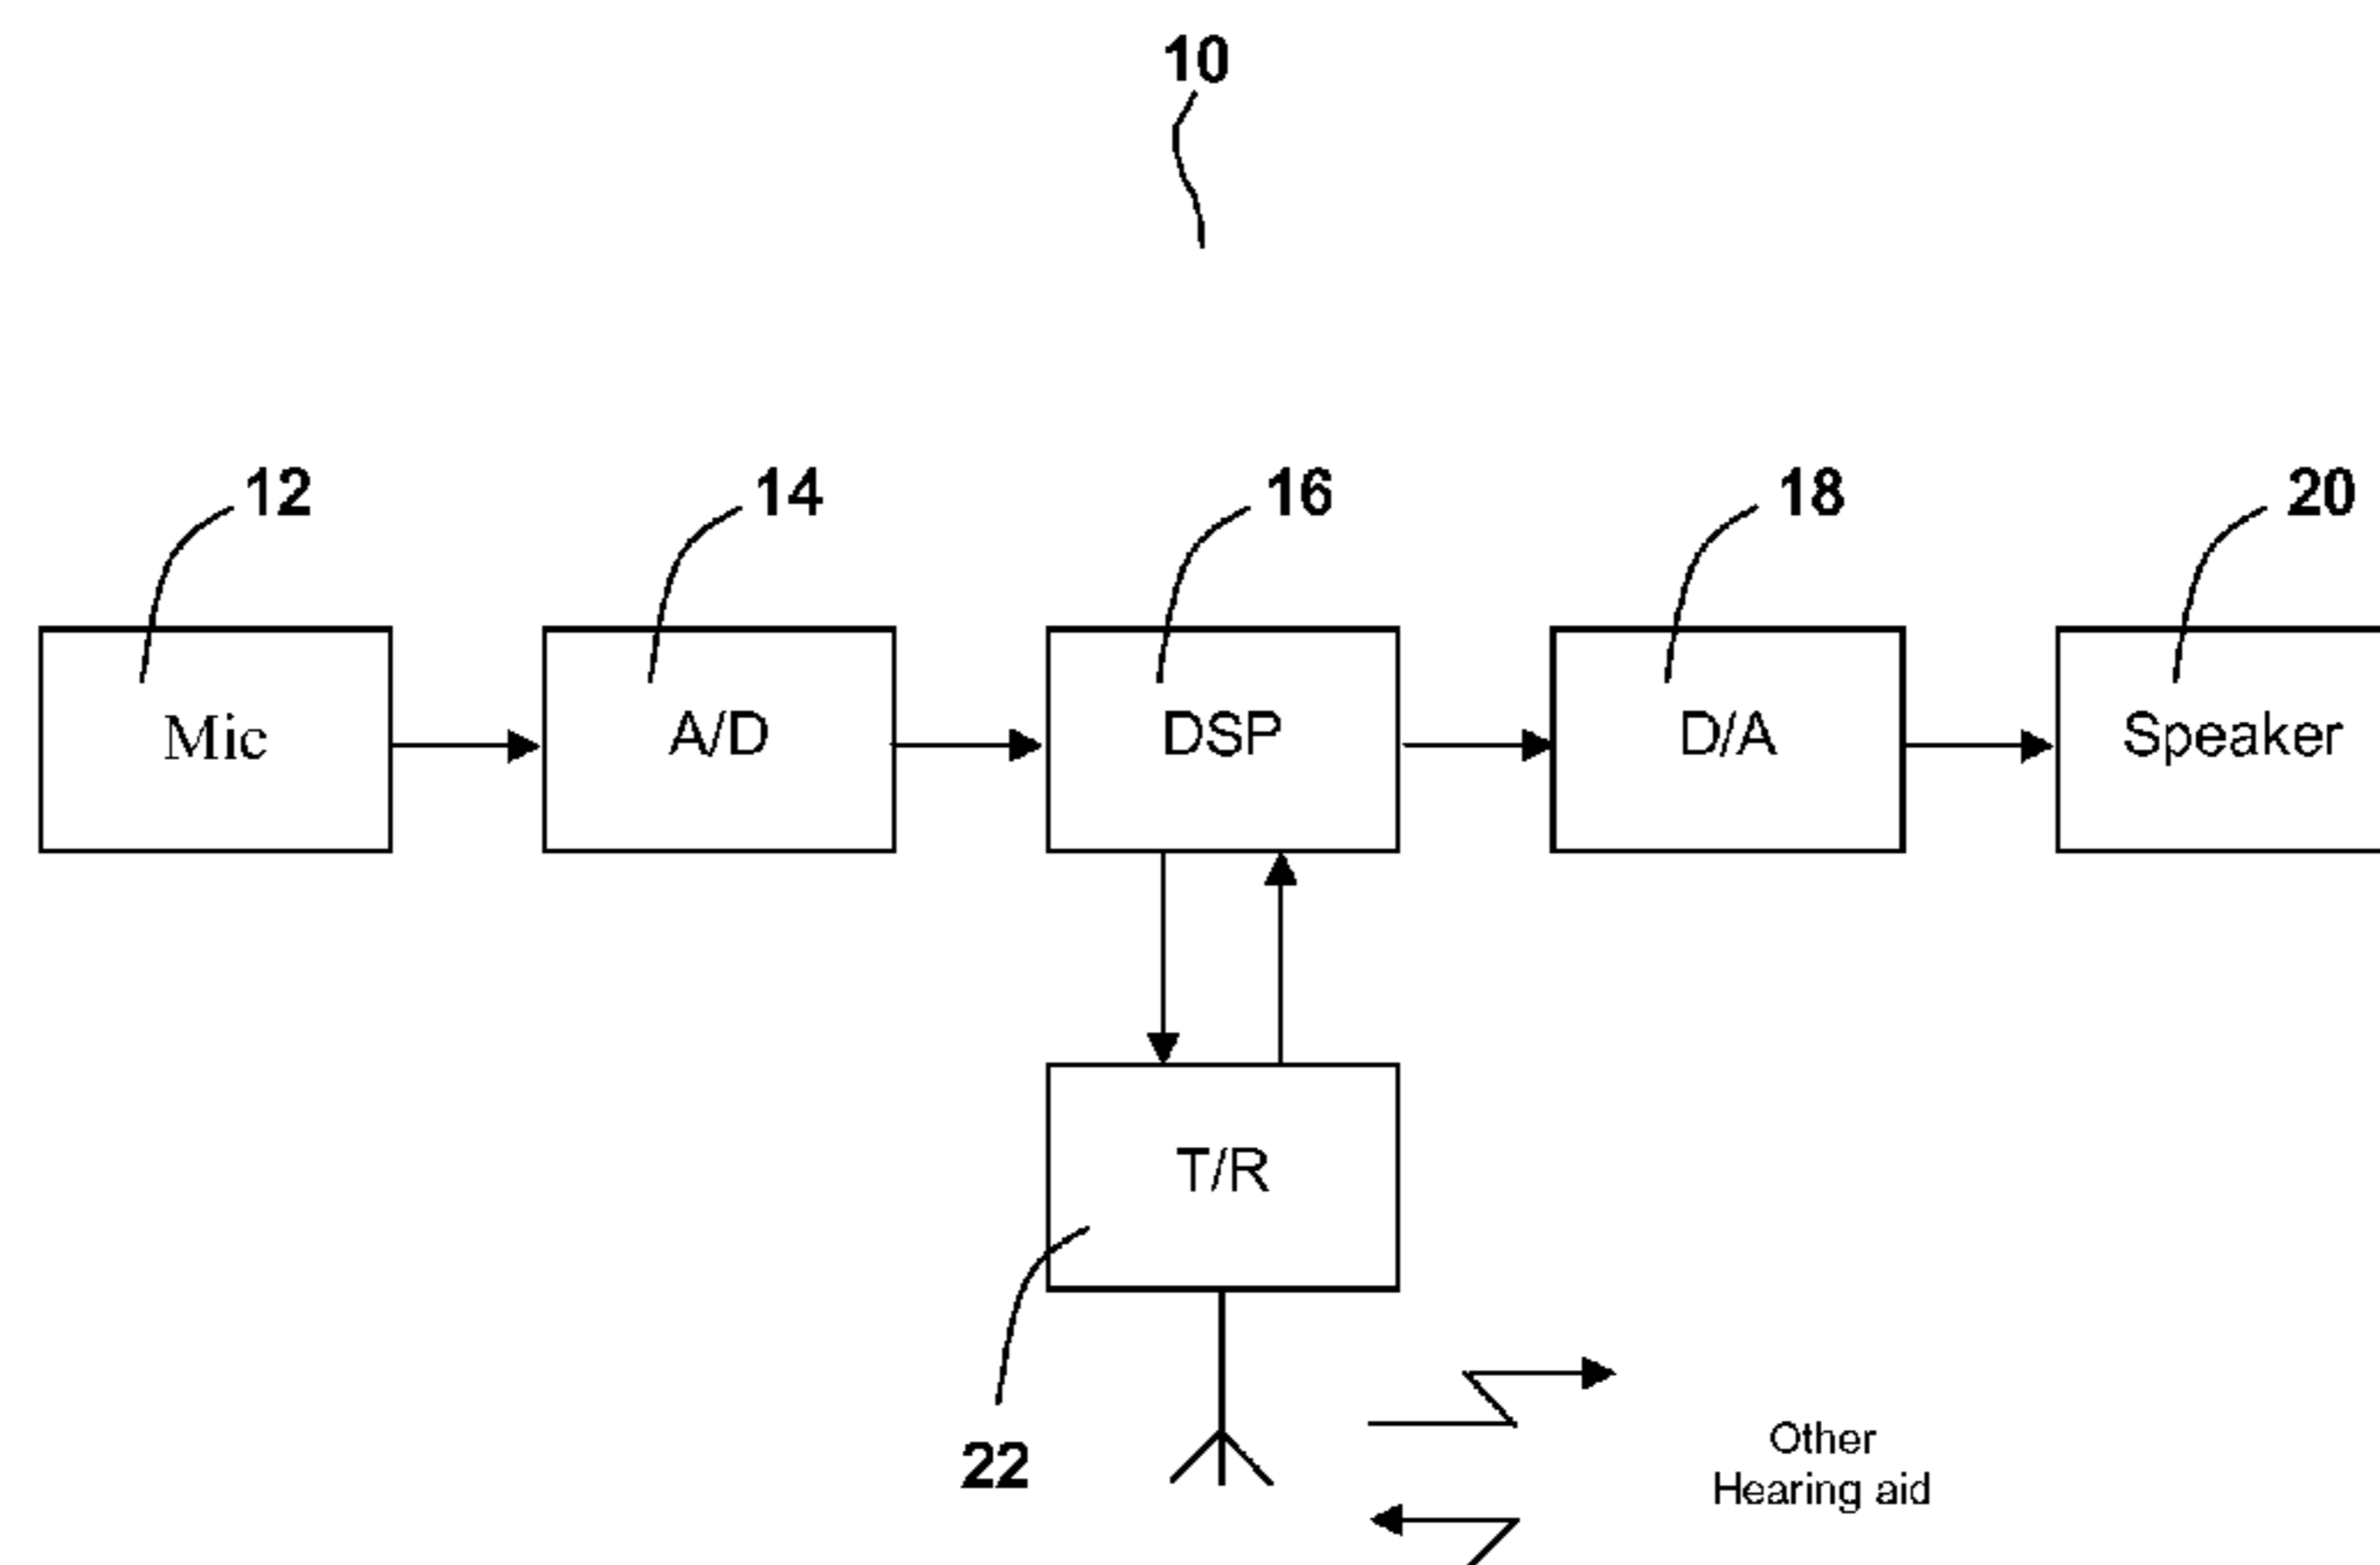 10
12 14 16 18 20
Mic A/D DSP D/A Speaker
T/R
22
Other
Hearing aid